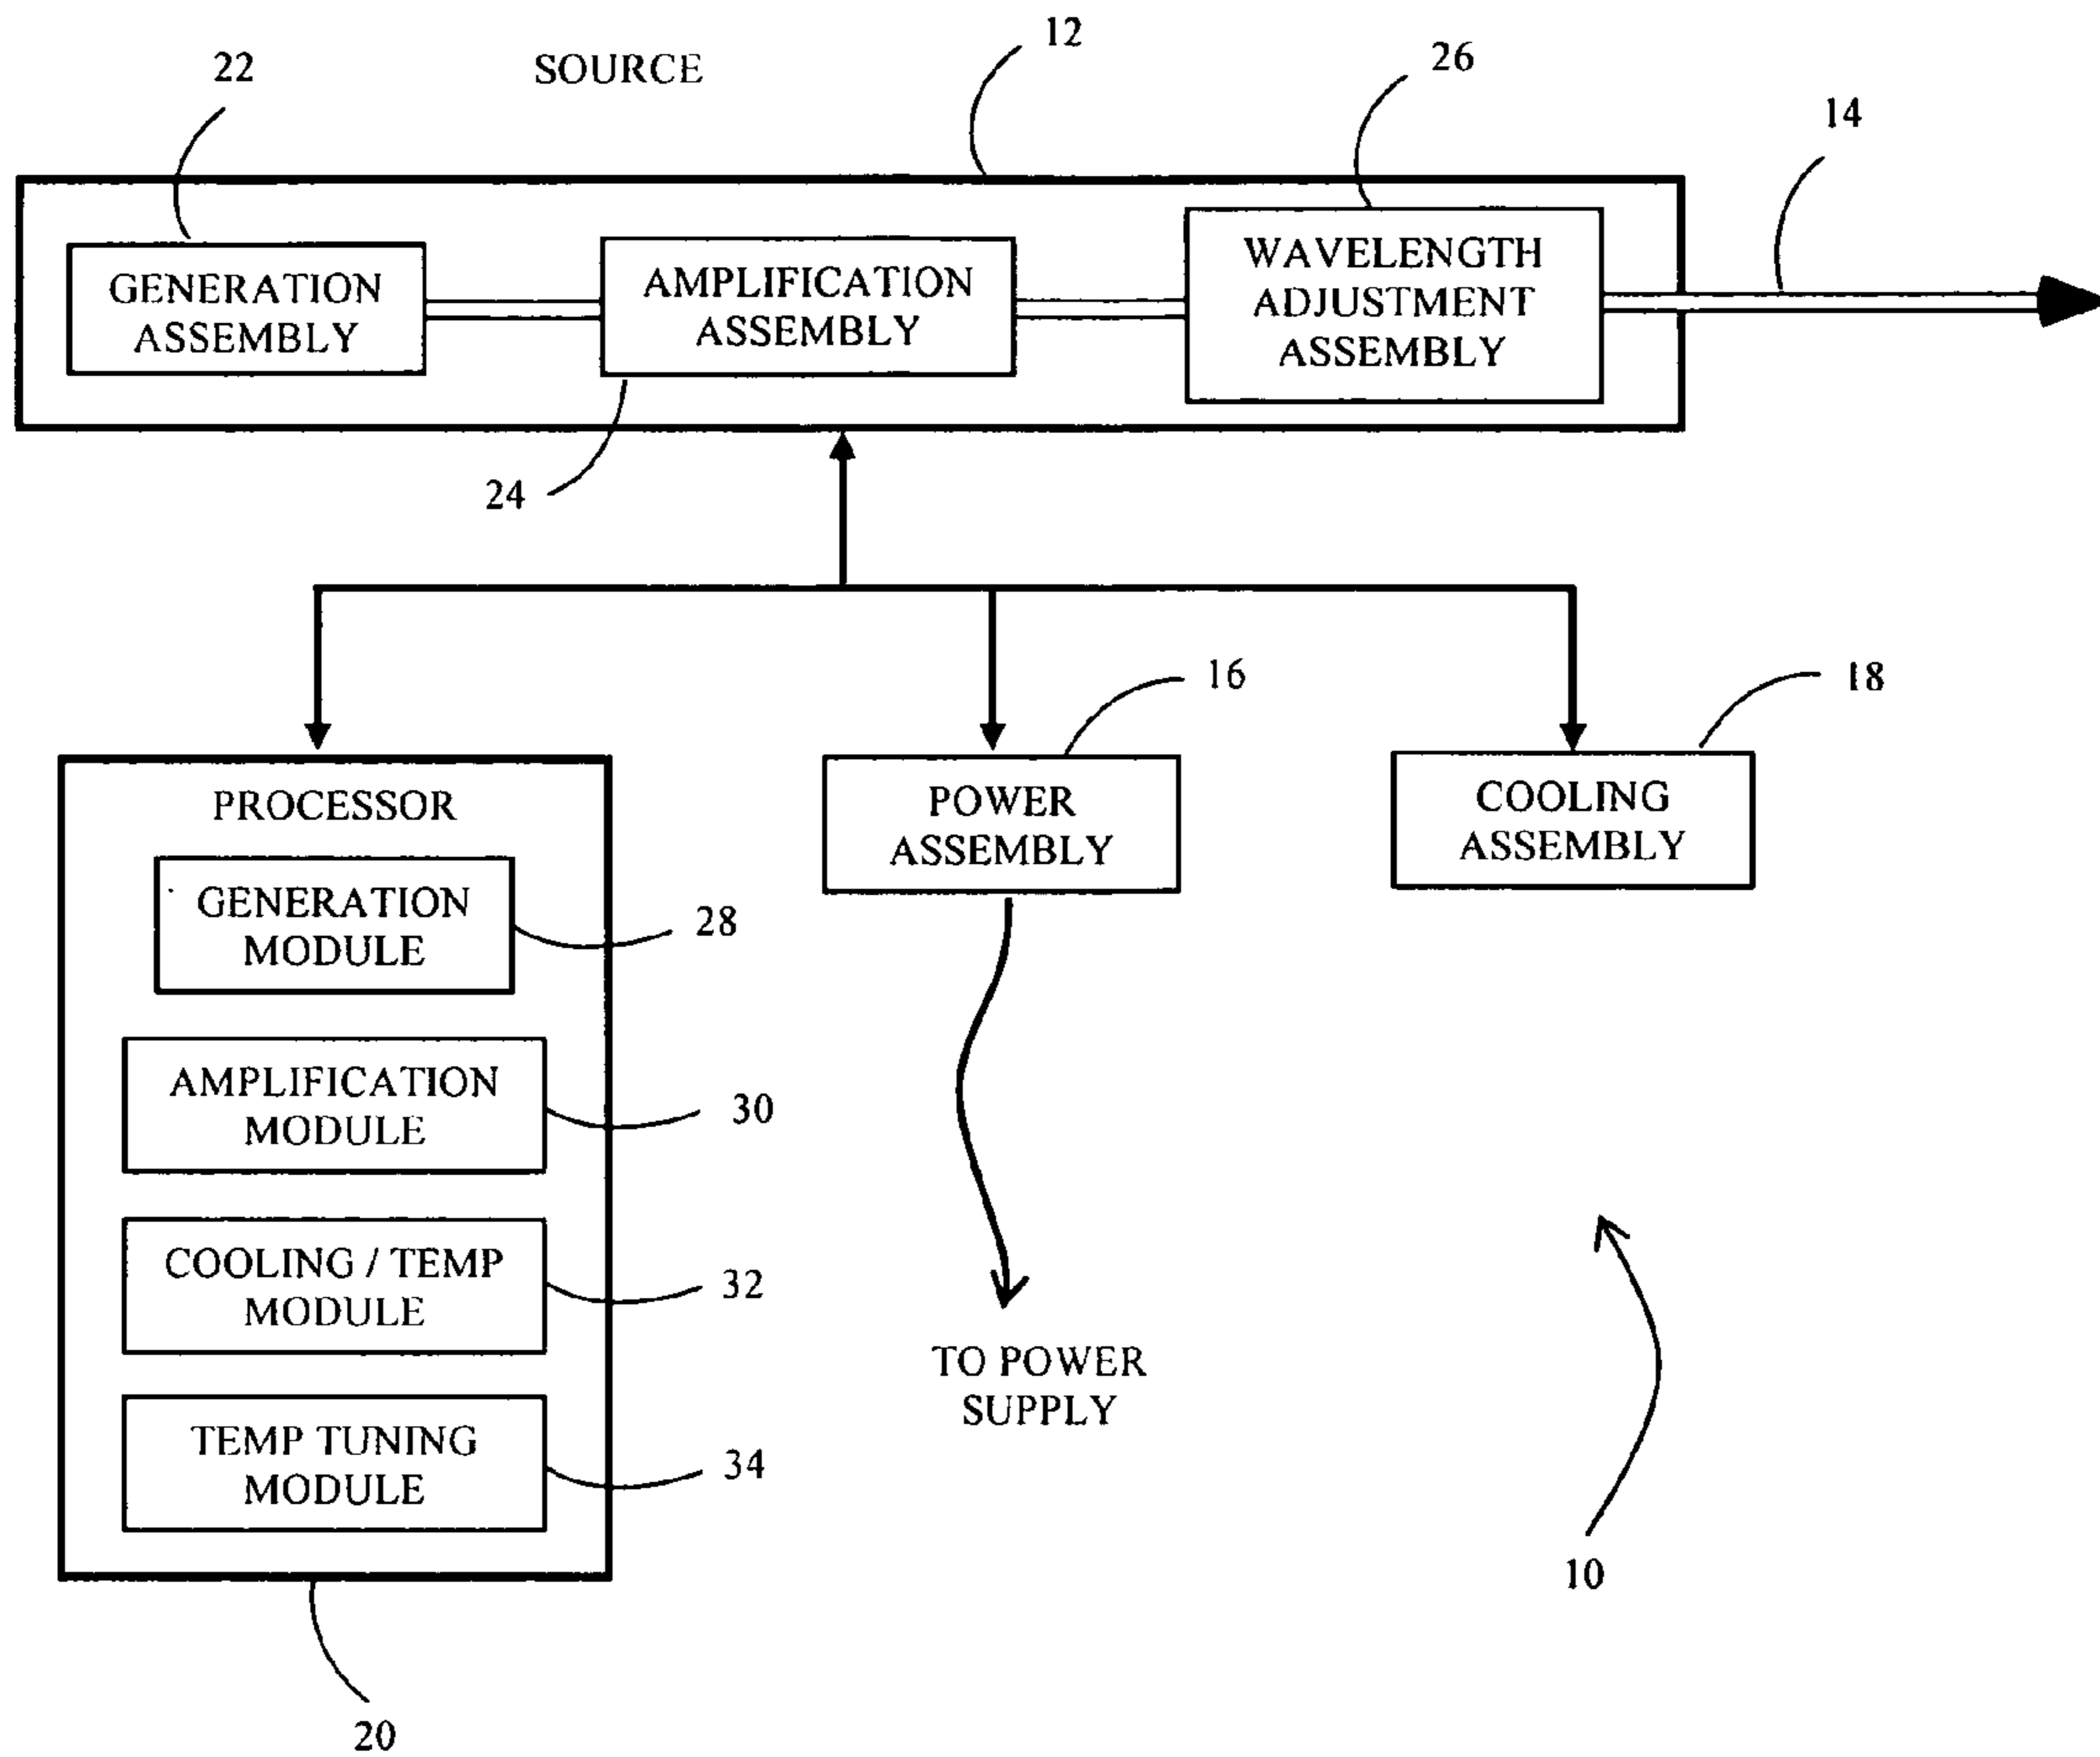 12
22
SOURCE
26
14
GENERATION
ASSEMBLY
AMPLIFICATION
ASSEMBLY
WAVELENGTH
ADJUSTMENT
ASSEMBLY
24
16
18
PROCESSOR
GENERATION
MODULE
28
AMPLIFICATION
MODULE
30
COOLING / TEMP
MODULE
32
TEMP TUNING
MODULE
34
20
POWER
ASSEMBLY
TO POWER
SUPPLY
COOLING
ASSEMBLY
10